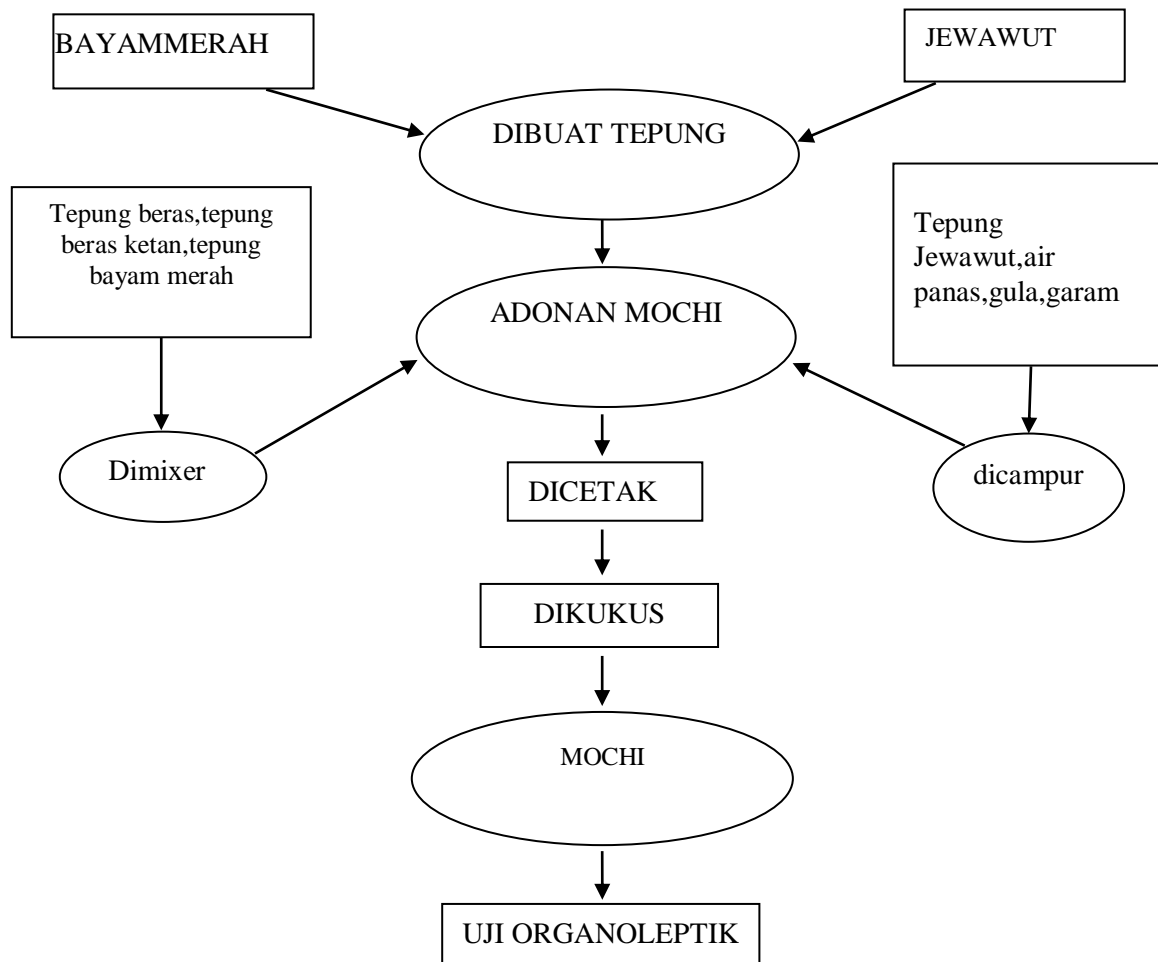 BAYAMMERAH
JEWAWUT
DIBUAT TEPUNG
Tepung beras,tepung
beras ketan,tepung
bayam merah
Tepung
Jewawut,air
panas,gula,garam
ADONAN MOCHI
Dimixer
dicampur
DICETAK
DIKUKUS
MOCHI
UJI ORGANOLEPTIK